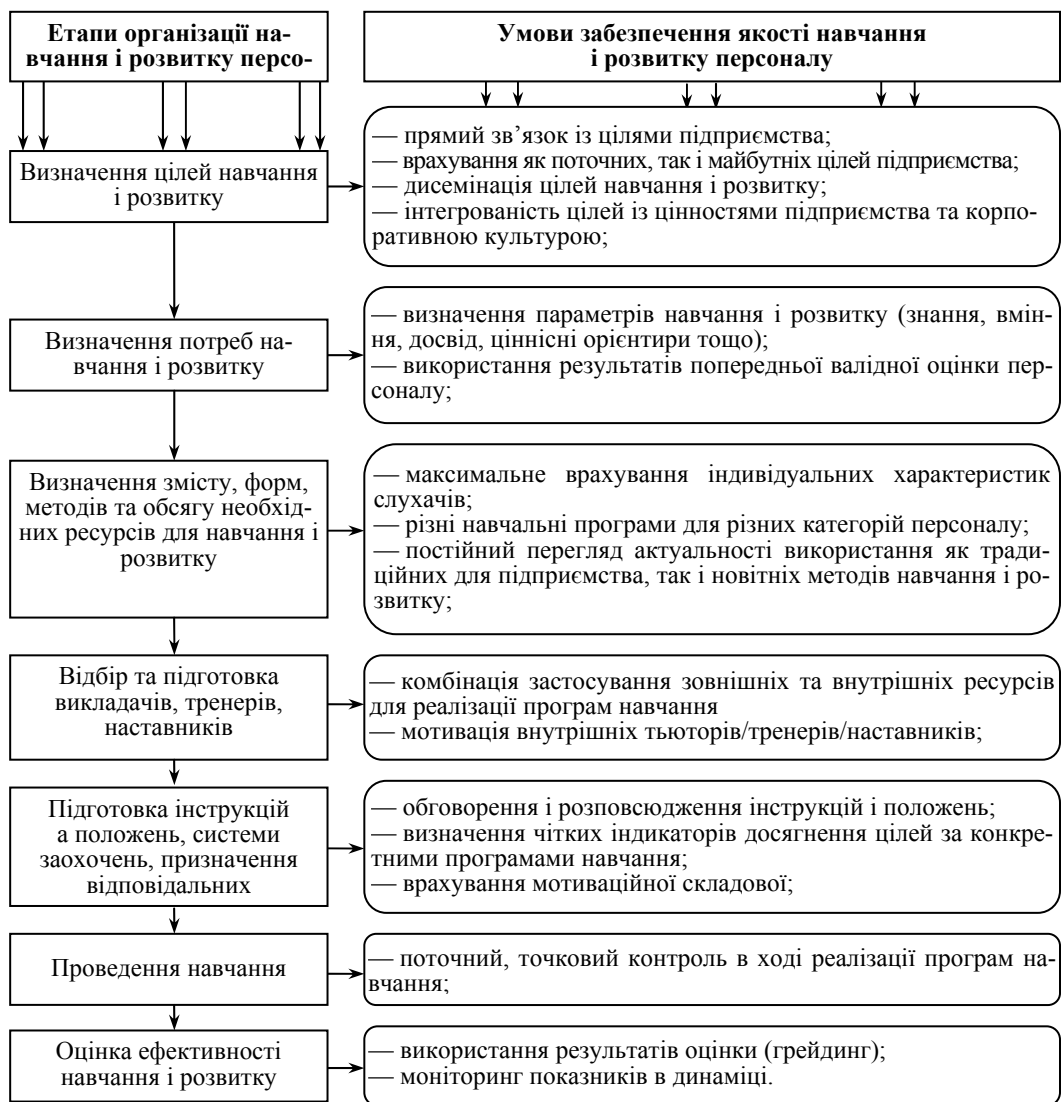 Етапи організації на-
вчання і розвитку персо-
Умови забезпечення якості навчання
і розвитку персоналу
Визначення цілей навчання
і розвитку
— прямий зв’язок із цілями підприємства;
— врахування як поточних, так і майбутніх цілей підприємства;
— дисемінація цілей навчання і розвитку;
— інтегрованість цілей із цінностями підприємства та корпо-
ративною культурою;
Визначення потреб на-
вчання і розвитку
— визначення параметрів навчання і розвитку (знання, вмін-
ня, досвід, ціннісні орієнтири тощо);
— використання результатів попередньої валідної оцінки пер-
соналу;
Визначення змісту, форм,
методів та обсягу необхід-
них ресурсів для навчання і
розвитку
— максимальне врахування індивідуальних характеристик
слухачів;
— різні навчальні програми для різних категорій персоналу;
— постійний перегляд актуальності використання як тради-
ційних для підприємства, так і новітніх методів навчання і ро-
звитку;
Відбір та підготовка
викладачів, тренерів,
наставників
— комбінація застосування зовнішніх та внутрішніх ресурсів
для реалізації програм навчання
— мотивація внутрішніх тьюторів/тренерів/наставників;
Підготовка інструкцій
а положень, системи
заохочень, призначення
відповідальних
— обговорення і розповсюдження інструкцій і положень;
— визначення чітких індикаторів досягнення цілей за конкре-
тними програмами навчання;
— врахування мотиваційної складової;
Проведення навчання
— поточний, точковий контроль в ході реалізації програм на-
вчання;
Оцінка ефективності
навчання і розвитку
— використання результатів оцінки (грейдинг);
— моніторинг показників в динаміці.